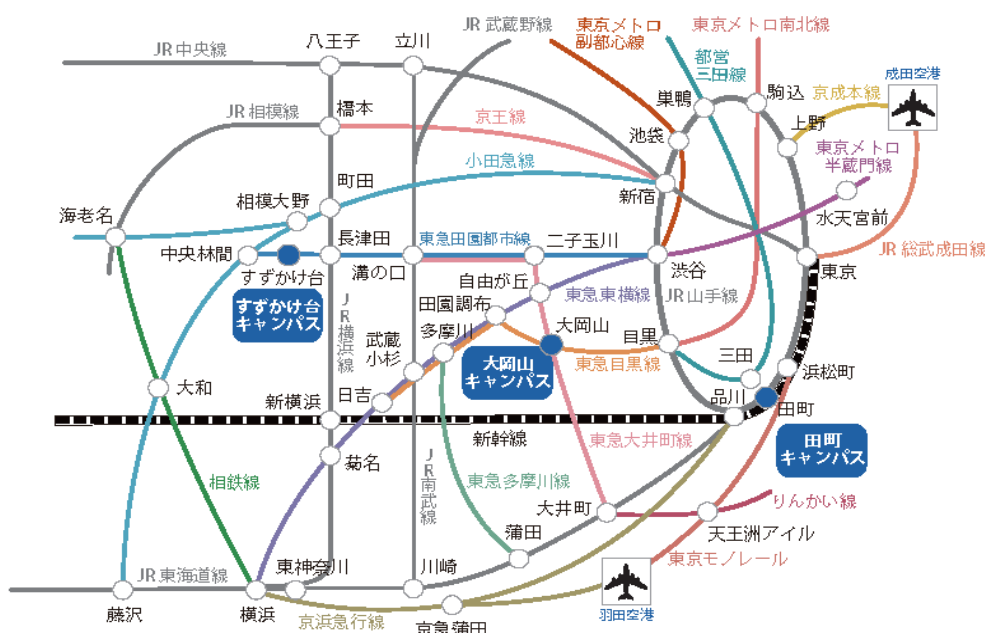 JR 武蔵野線
東京メトロ
副都心線
東京メトロ南北線
八王子
立川
JR 中央線
都営
三田線
成田空港
巣鴨
駒込
京成本線
JR 相模線
橋本
京王線
池袋
上野
東京メトロ
半蔵門線
小田急線
町田
新宿
相模大野
海老名
水天宮前
中央林間
長津田
東急田園都市線
二子玉川
JR 総武成田線
すずかけ台
溝の口
渋谷
東京
自由が丘
東急東横線
JR 山手線
すずかけ台
キャンパス
田園調布
JR横浜線
武蔵
小杉
多摩川
大岡山
目黒
三田
浜松町
東急目黒線
大岡山
キャンパス
大和
日吉
品川
田町
新横浜
新幹線
東急大井町線
田町
キャンパス
菊名
JR南武線
相鉄線
東急多摩川線
りんかい線
大井町
蒲田
天王洲アイル
東神奈川
川崎
東京モノレール
JR 東海道線
藤沢
横浜
京浜急行線
京急蒲田
羽田空港